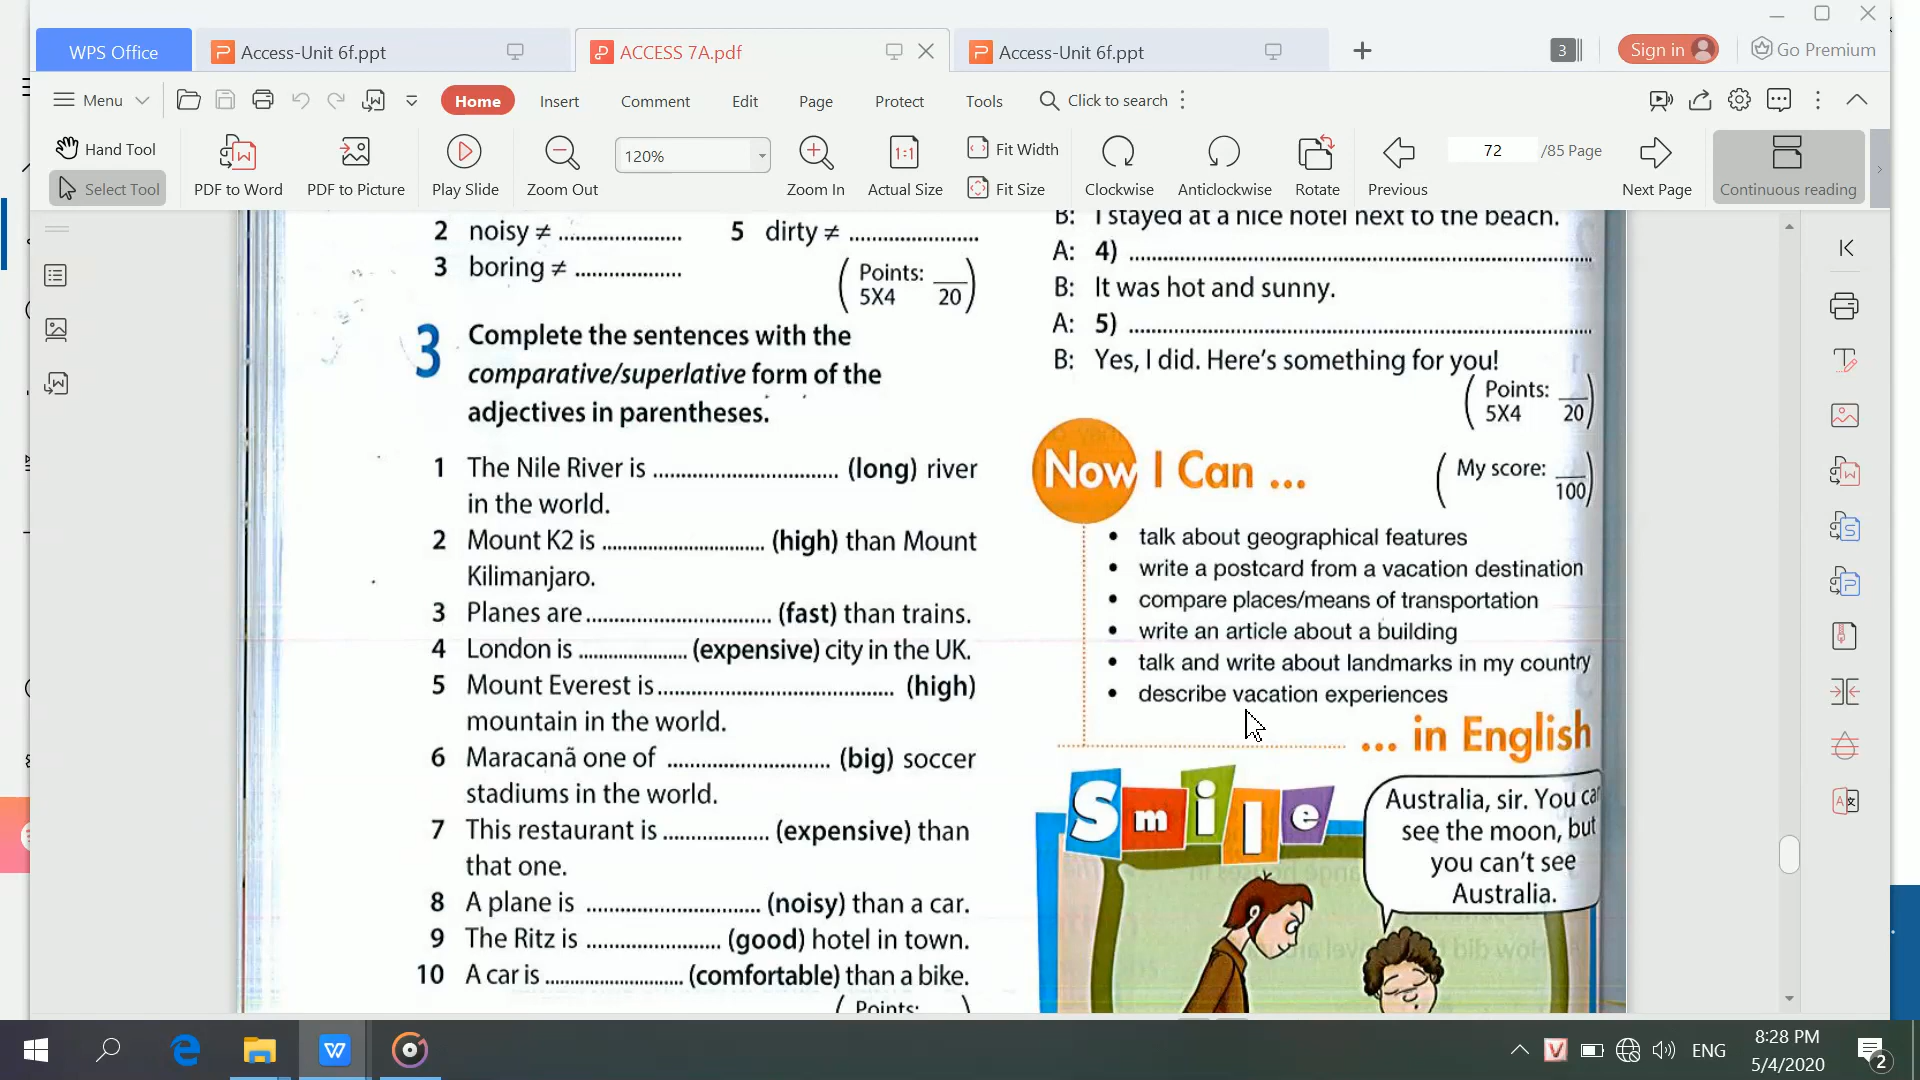 WPS Office
Access-Unit 6f.ppt
ACCESS 7A.pdf
Access-Unit 6f.ppt
3
Sign in
Go Premium
Menu
Home
Insert
Comment
Edit
Page
Protect
Tools
Click to search
Hand Tool
Select Tool
PDF to Word
PDF to Picture
Play Slide
Zoom Out
120%
Zoom In
1:1
Actual Size
Fit Width
Fit Size
Clockwise
Anticlockwise
Rotate
Previous
72
/85 Page
Next Page
Continuous reading
2 noisy ≠ ......................
5 dirty ≠ ......................
3 boring ≠ ...................
(Points: 5X4 20)
3 Complete the sentences with the
comparative/superlative form of the
adjectives in parentheses.
1 The Nile River is ................................ (long) river
in the world.
2 Mount K2 is ............................ (high) than Mount
Kilimanjaro.
3 Planes are ................................ (fast) than trains.
4 London is .................... (expensive) city in the UK.
5 Mount Everest is ........................................ (high)
mountain in the world.
6 Maracanã one of ............................ (big) soccer
stadiums in the world.
7 This restaurant is .................. (expensive) than
that one.
8 A plane is .............................. (noisy) than a car.
9 The Ritz is ....................... (good) hotel in town.
10 A car is ........................ (comfortable) than a bike.
(Points: )
B: I stayed at a nice hotel next to the beach.
A: 4) ................................................................................
B: It was hot and sunny.
A: 5) ................................................................................
B: Yes, I did. Here's something for you!
(Points: 5X4 20)
Now I Can ...
(My score: 100)
• talk about geographical features
• write a postcard from a vacation destination
• compare places/means of transportation
• write an article about a building
• talk and write about landmarks in my country
• describe vacation experiences
... in English
Smile
Australia, sir. You can
see the moon, but
you can't see
Australia.
ENG
8:28 PM
5/4/2020
2